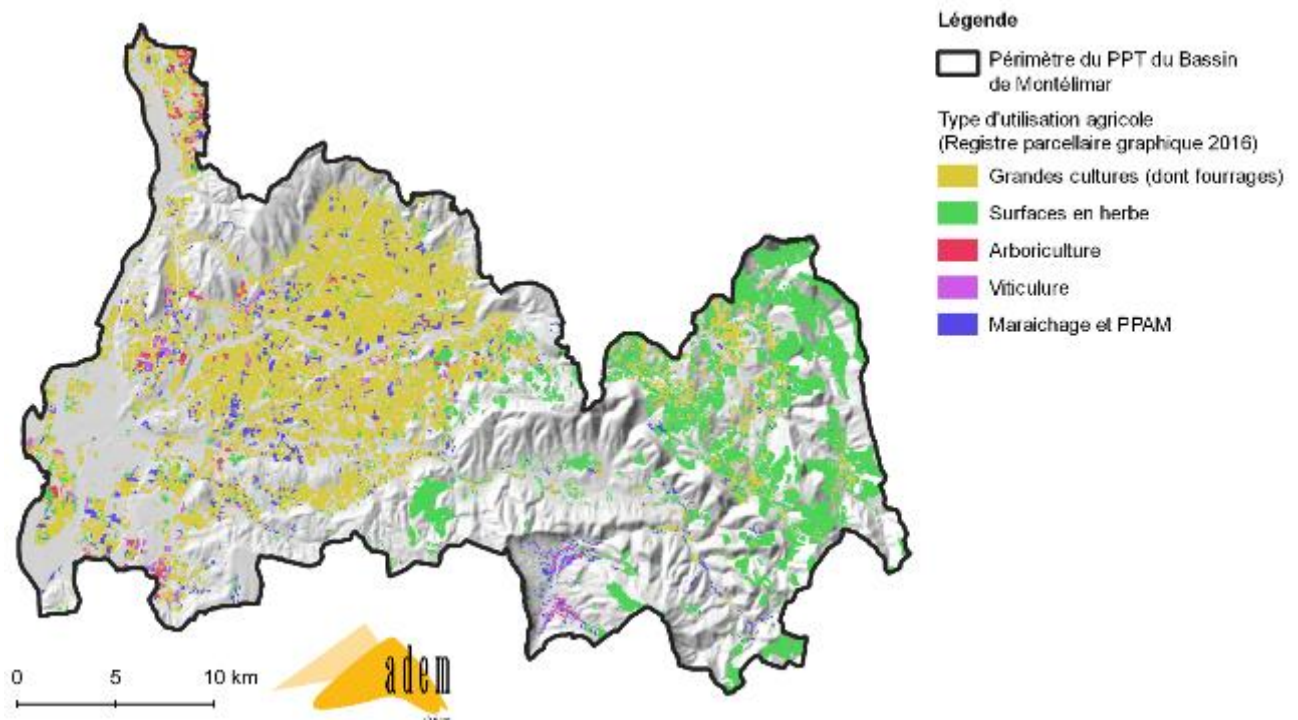 Légende
Périmètre du PPT du Bassin
de Montélimar
Type d'utilisation agricole
(Registre parcellaire graphique 2016)
Grandes cultures (dont fourrages)
Surfaces en herbe
Arboriculture
Viticulure
Maraichage et PPAM
0 5 10 km
adem